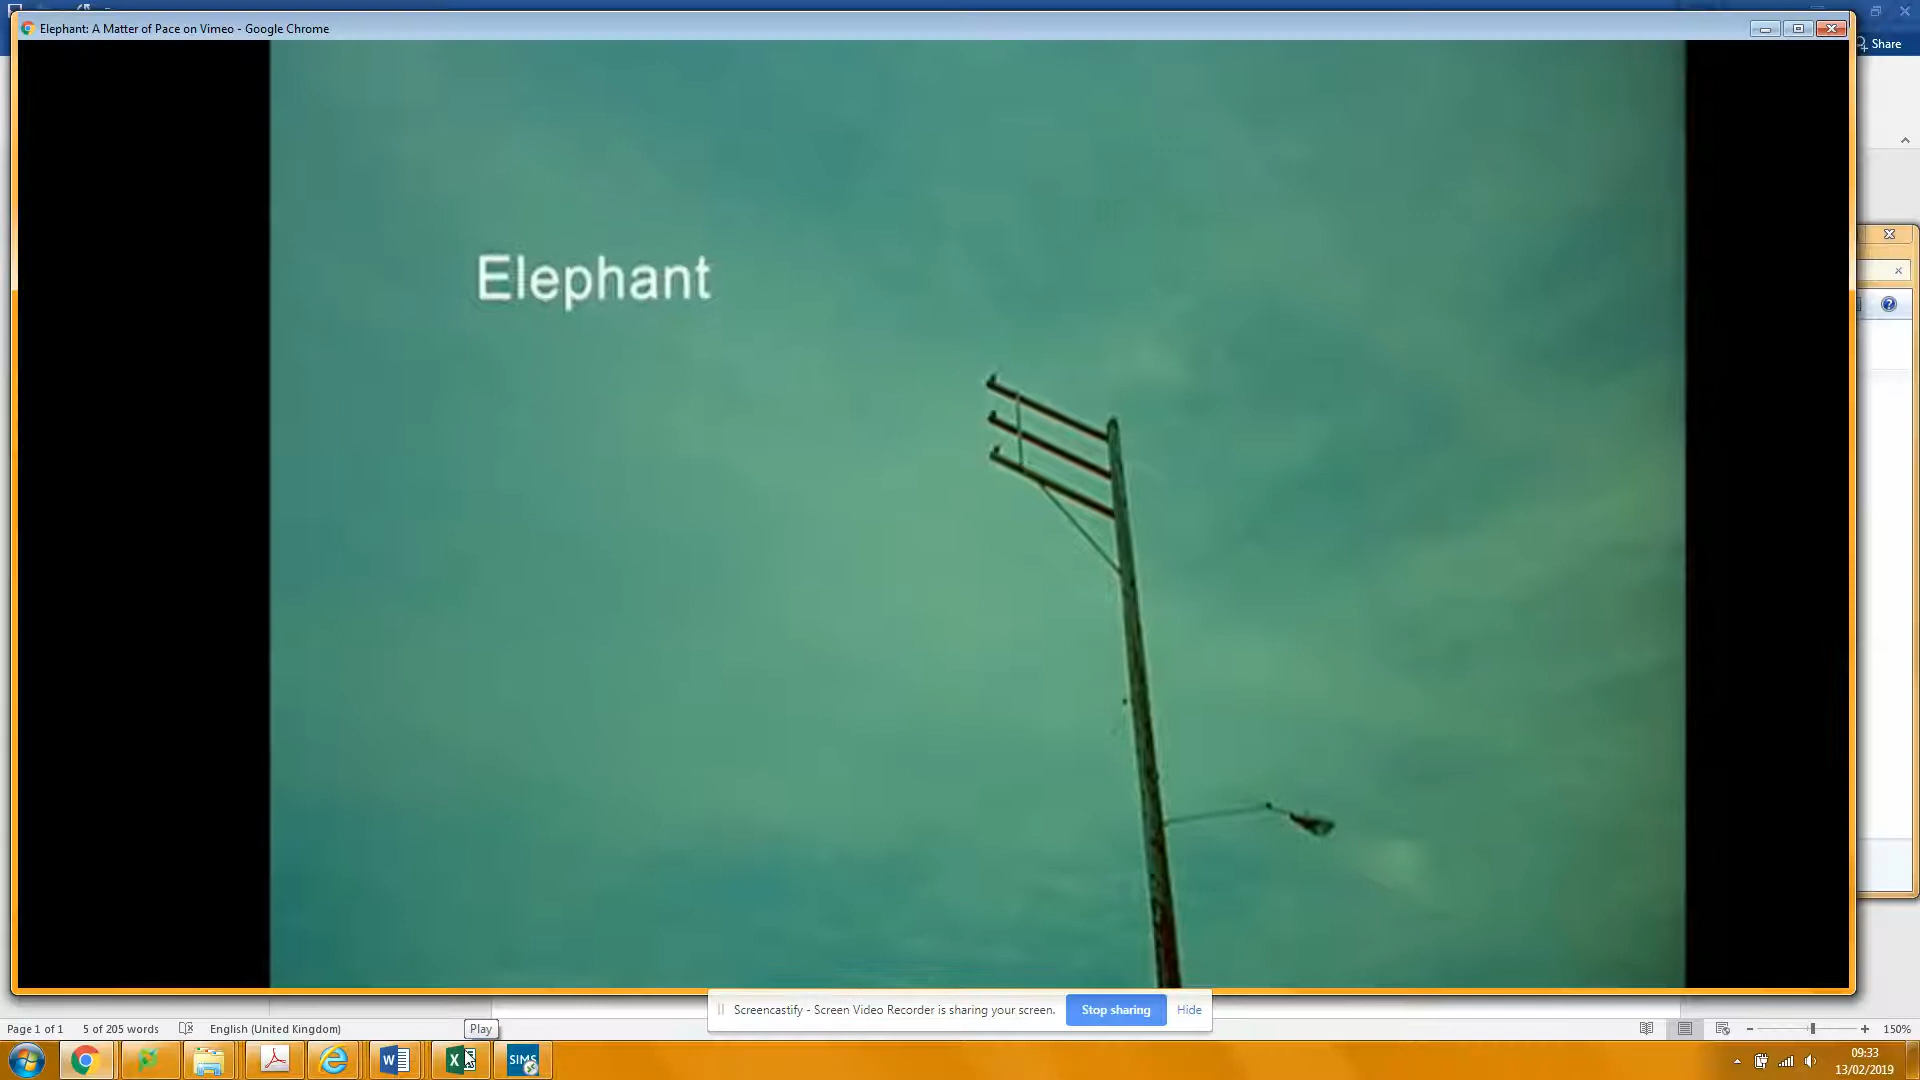 Elephant: A Matter of Pace on Vimeo - Google Chrome
Share
Elephant
Screencastify - Screen Video Recorder is sharing your screen.
Stop sharing
Hide
Page 1 of 1
5 of 205 words
English (United Kingdom)
Play
150%
SIMS
09:33
13/02/2019